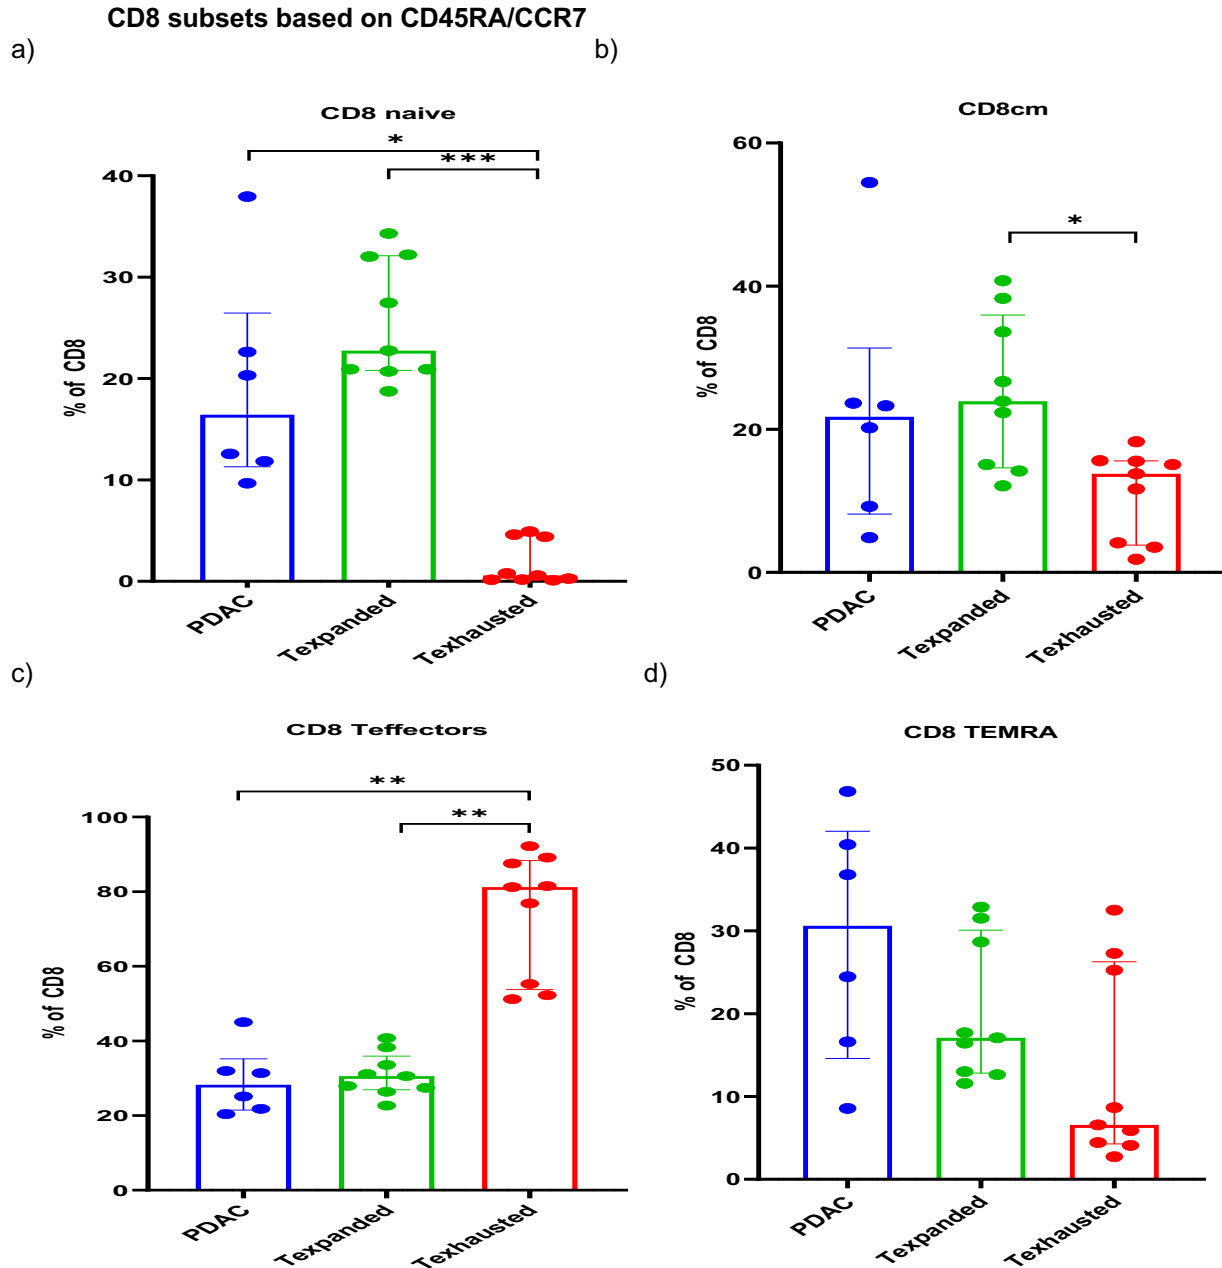 CD8 subsets based on CD45RA/CCR7
a)
b)
CD8 naive
*
***
% of CD8
40
30
20
10
0
PDAC
Texpanded
Texhausted
CD8cm
*
% of CD8
60
40
20
0
PDAC
Texpanded
Texhausted
c)
d)
CD8 Teffectors
**
**
% of CD8
100
80
60
40
20
0
PDAC
Texpanded
Texhausted
CD8 TEMRA
% of CD8
50
40
30
20
10
0
PDAC
Texpanded
Texhausted